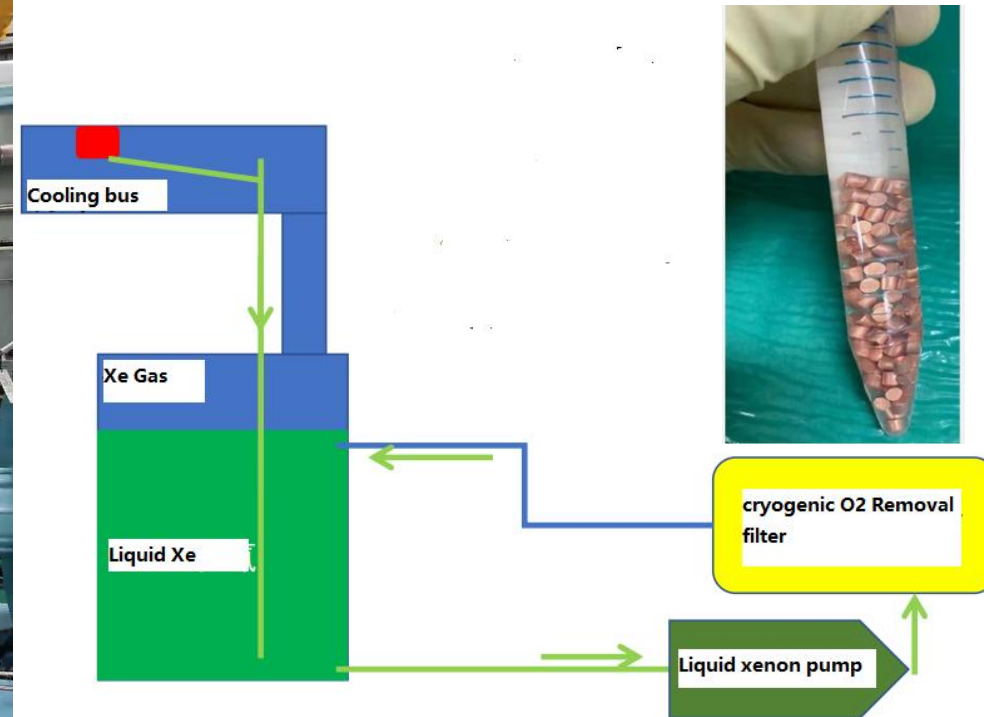 Cooling bus
Xe Gas
cryogenic O2 Removal
filter
Liquid Xe
Liquid xenon pump